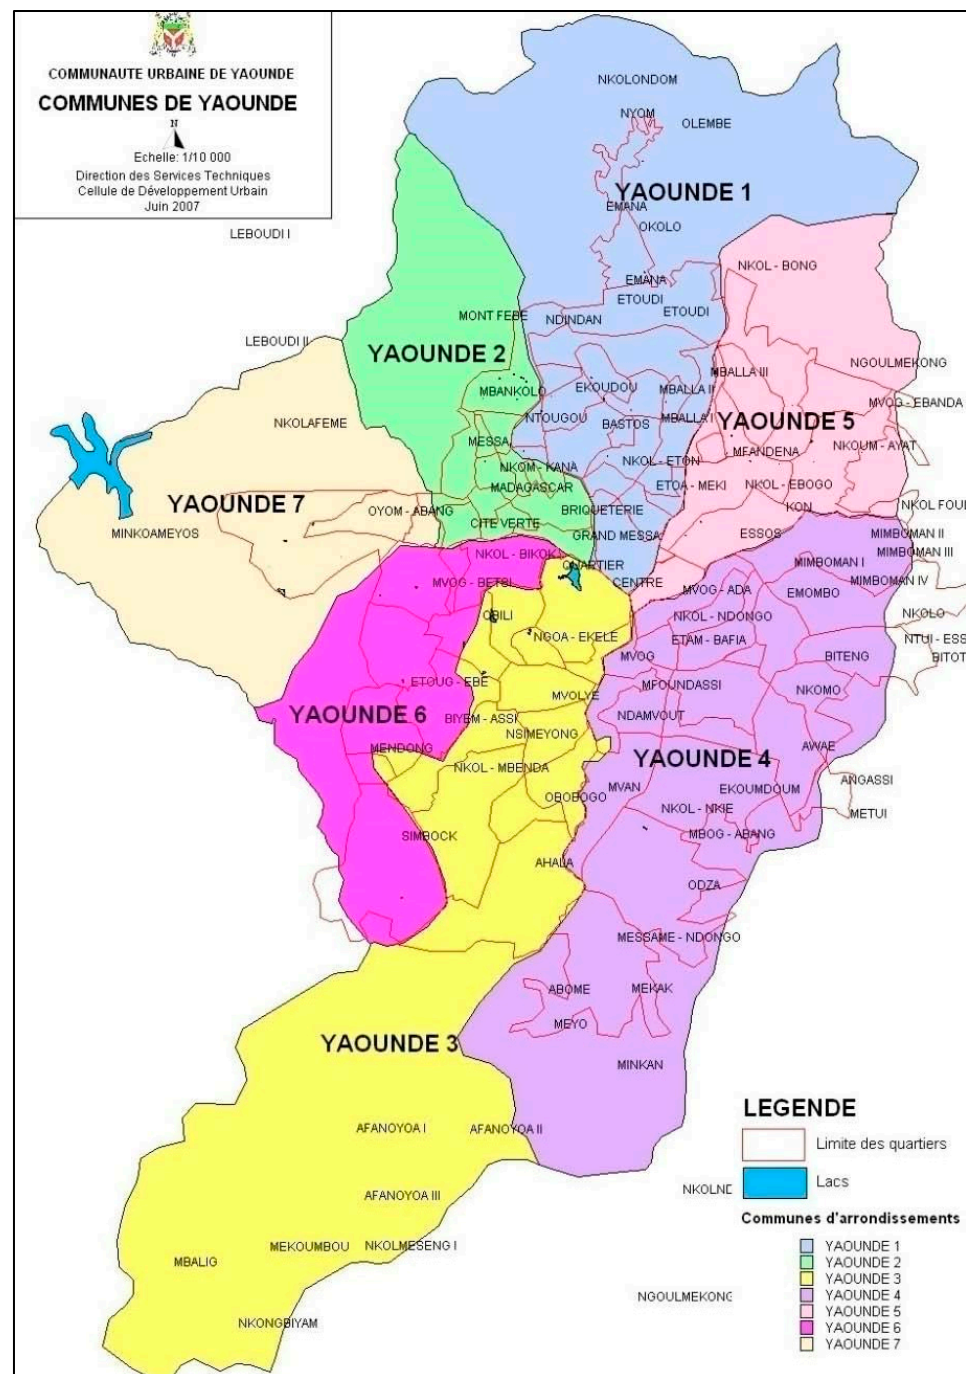 COMMUNAUTE URBAINE DE YAOUNDE
COMMUNES DE YAOUNDE
N
Echelle: 1/10 000
Direction des Services Techniques
Cellule de Développement Urbain
Juin 2007
NKOLONDOM
NYOM
OLEMBE
YAOUNDE 1
EMANA
OKOLO
LEBOUDI I
NKOL - BONG
EMANA
ETOUDI
ETOUDI
MONT FEBE
NDINDAN
LEBOUDI II
YAOUNDE 2
NGOULMEKONG
MBALLA III
MBANKOLO
EKOUDOU
MBALLA II
MVOG - EBANDA
NKOLAFEME
NTOUGOU
BASTOS
MBALLA I
YAOUNDE 5
MESSA
MFANDENA
NKOUM - AYAT
NKOM - KANA
NKOL - ETON
MADAGASCAR
ETOA - MEKI
NKOL - EBOGO
YAOUNDE 7
OYOM - ABANG
BRIQUETERIE
KON
NKOL FOUL
MINKOAMEYOS
CITE VERTE
GRAND MESSA
ESSOS
MIMBOMAN II
NKOL - BIKOK
QUARTIER
MIMBOMAN III
MIMBOMAN I
MVOG - BETSI
CENTRE
MVOG - ADA
EMOMBO
MIMBOMAN IV
OBILI
NKOL - NDONGO
NKOLO
NGOA - EKELE
ETAM - BAFIA
NTUI - ESS
MVOG
BITENG
BITOT
ETOUG - EBE
MVOLYE
MFOUNDASSI
NKOMO
YAOUNDE 6
BIYEM - ASSI
NDAMVOUT
NSIMEYONG
MENDONG
AWAE
YAOUNDE 4
NKOL - MBENDA
ANGASSI
OBOBOGO
MVAN
EKOUMDOUM
NKOL - NKIE
METUI
SIMBOCK
MBOG - ABANG
AHALA
ODZA
MESSAME - NDONGO
ABOME
MEKAK
MEYO
YAOUNDE 3
MINKAN
AFANOYOA I
AFANOYOA II
AFANOYOA III
NKOLND
MEKOUMBOU
NKOLMESENG I
MBALIG
NGOULMEKONG
NKONGBIYAM
LEGENDE
Limite des quartiers
Lacs
Communes d'arrondissements
YAOUNDE 1
YAOUNDE 2
YAOUNDE 3
YAOUNDE 4
YAOUNDE 5
YAOUNDE 6
YAOUNDE 7